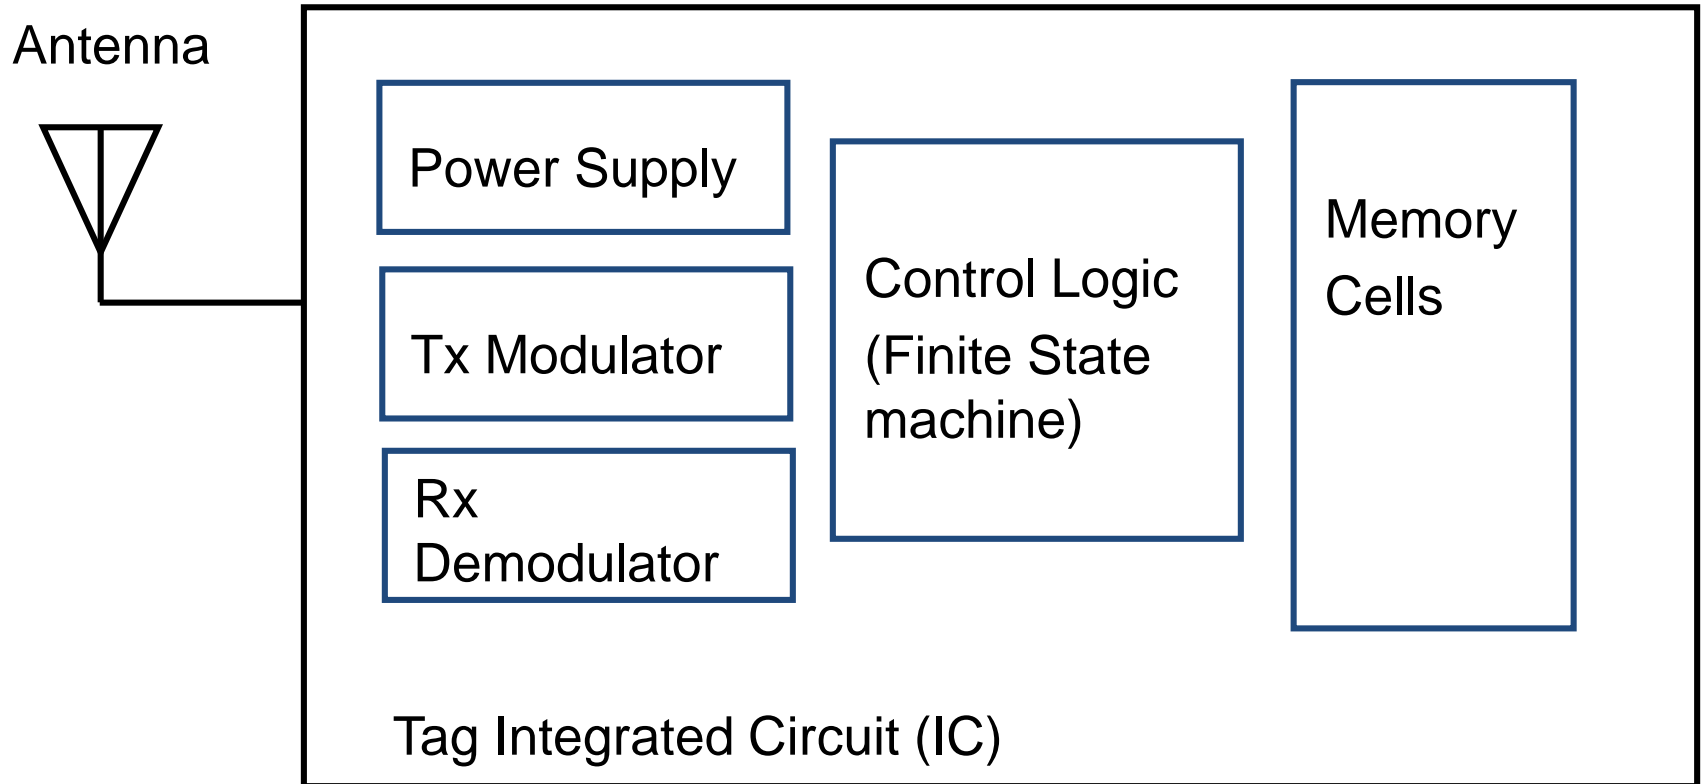 Antenna
Power Supply
Tx Modulator
Rx
Demodulator
Control Logic
(Finite State
machine)
Memory
Cells
Tag Integrated Circuit (IC)